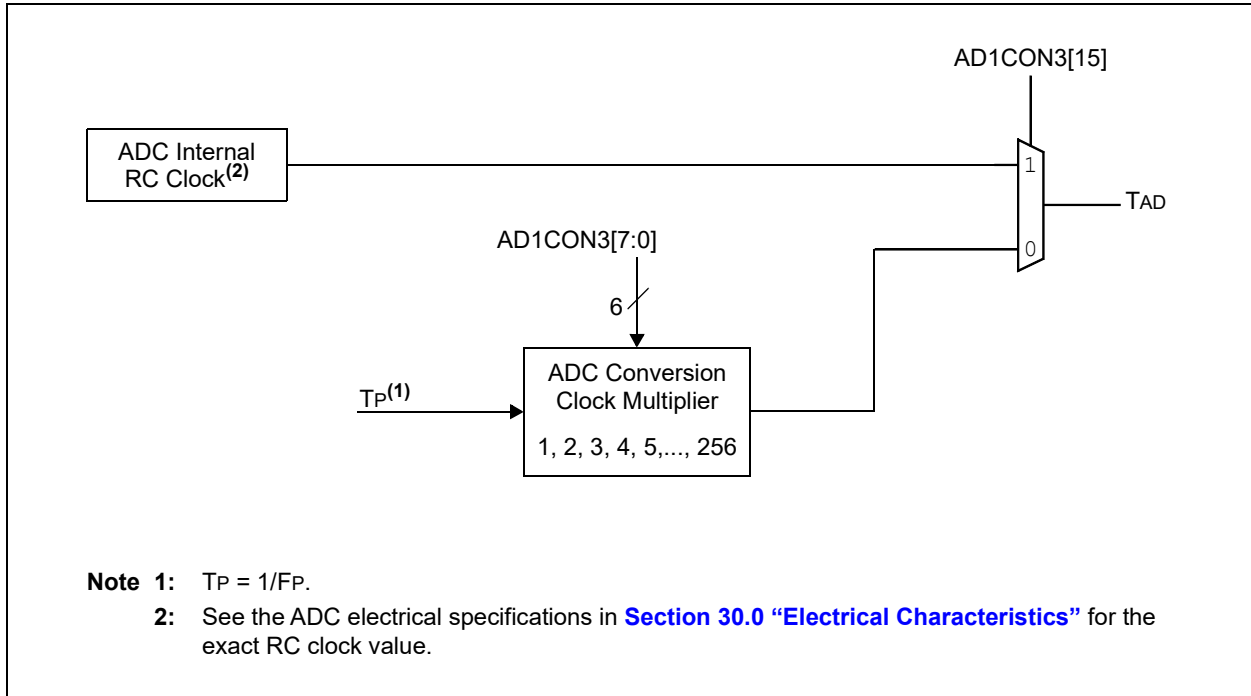 AD1CON3[15]
ADC Internal
RC Clock(2)
1
TAD
AD1CON3[7:0]
0
6
ADC Conversion
Clock Multiplier
TP(1)
1, 2, 3, 4, 5,..., 256
Note 1: TP = 1/FP.
2: See the ADC electrical specifications in Section 30.0 “Electrical Characteristics” for the
exact RC clock value.